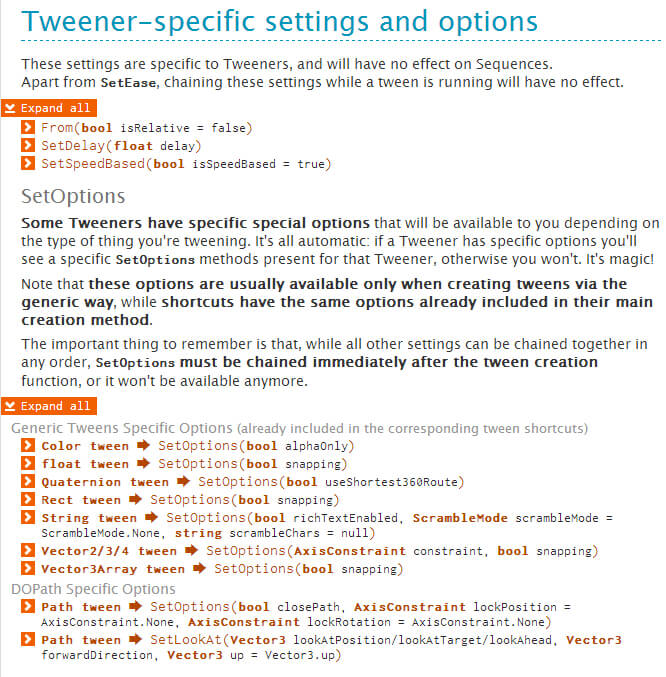 Tweener-specific settings and options
These settings are specific to Tweeners, and will have no effect on Sequences.
Apart from SetEase, chaining these settings while a tween is running will have no effect.
Expand all
From(bool isRelative = false)
SetDelay(float delay)
SetSpeedBased(bool isSpeedBased = true)
SetOptions
Some Tweeners have specific special options that will be available to you depending on
the type of thing you're tweening. It's all automatic: if a Tweener has specific options you'll
see a specific SetOptions methods present for that Tweener, otherwise you won't. It's magic!
Note that these options are usually available only when creating tweens via the
generic way, while shortcuts have the same options already included in their main
creation method.
The important thing to remember is that, while all other settings can be chained together in
any order, SetOptions must be chained immediately after the tween creation
function, or it won't be available anymore.
Expand all
Generic Tweens Specific Options (already included in the corresponding tween shortcuts)
Color tween ➡ SetOptions(bool alphaOnly)
float tween ➡ SetOptions(bool snapping)
Quaternion tween ➡ SetOptions(bool useShortest360Route)
Rect tween ➡ SetOptions(bool snapping)
String tween ➡ SetOptions(bool richTextEnabled, ScrambleMode scrambleMode =
ScrambleMode.None, string scrambleChars = null)
Vector2/3/4 tween ➡ SetOptions(AxisConstraint constraint, bool snapping)
Vector3Array tween ➡ SetOptions(bool snapping)
DOPath Specific Options
Path tween ➡ SetOptions(bool closePath, AxisConstraint lockPosition =
AxisConstraint.None, AxisConstraint lockRotation = AxisConstraint.None)
Path tween ➡ SetLookAt(Vector3 lookAtPosition/lookAtTarget/lookAhead, Vector3
forwardDirection, Vector3 up = Vector3.up)